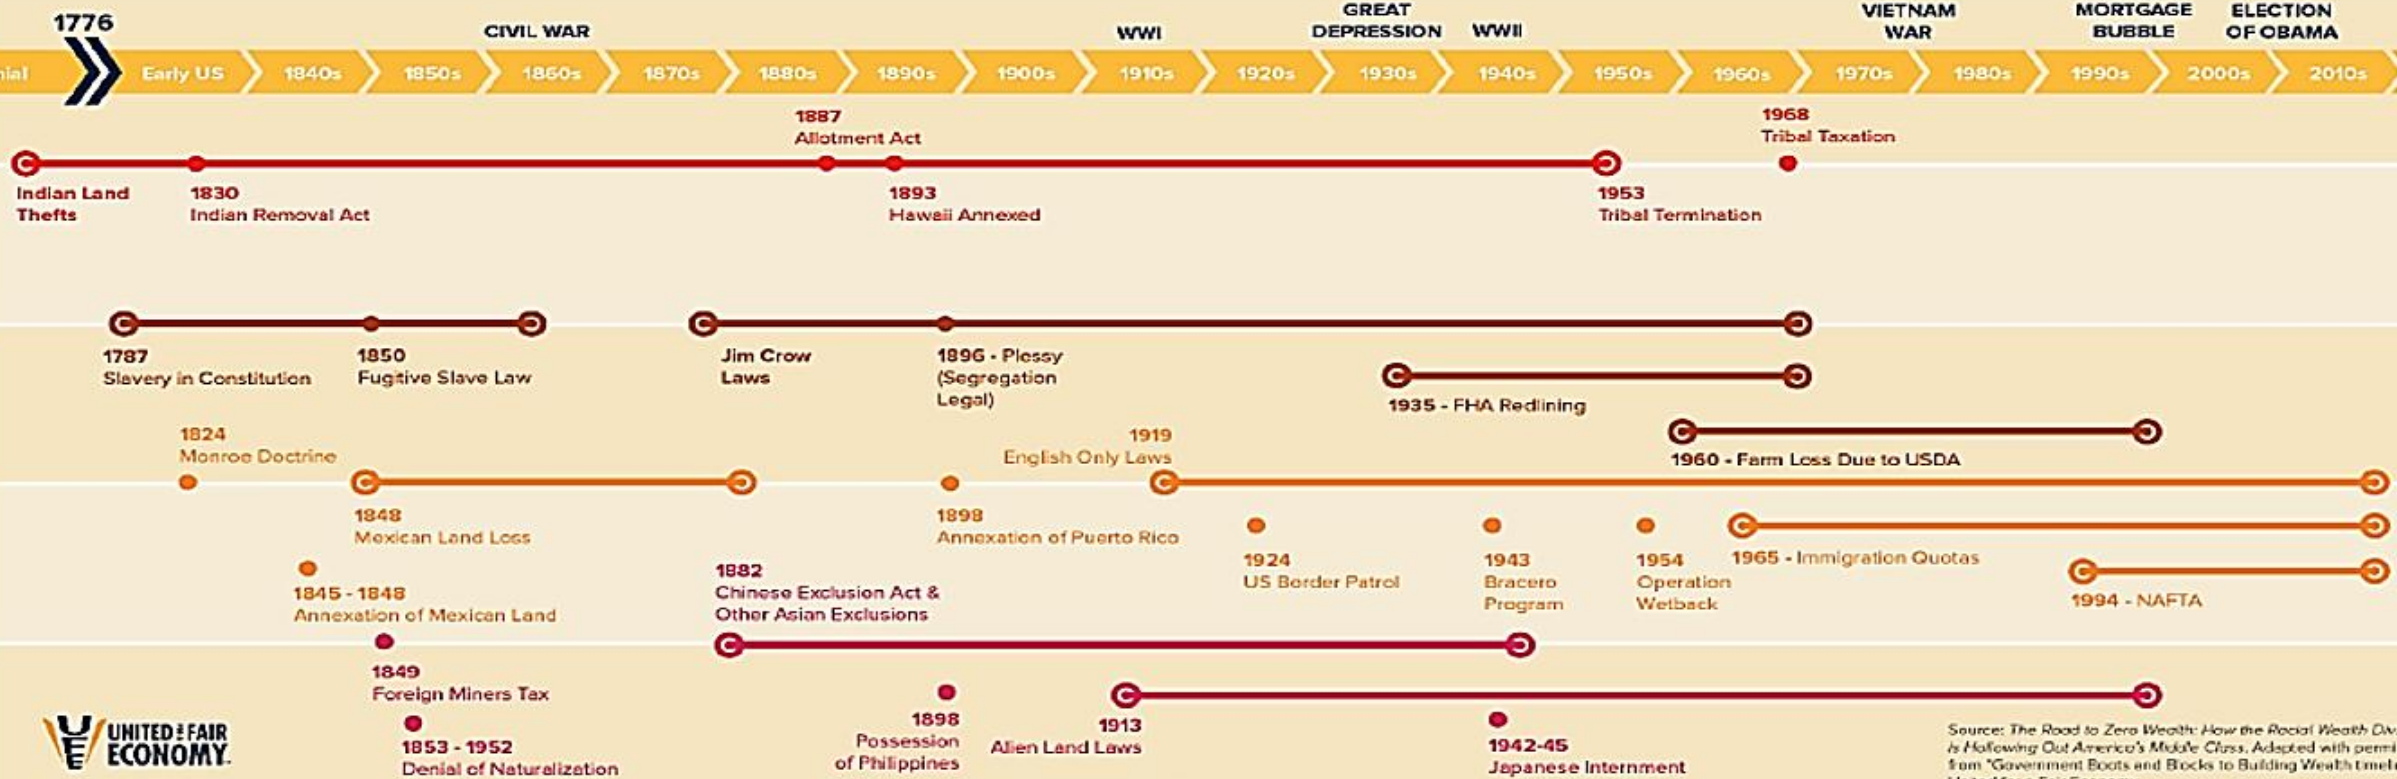 1776
CIVIL WAR
WWI
GREAT
DEPRESSION
WWII
VIETNAM
WAR
MORTGAGE
BUBBLE
ELECTION
OF OBAMA
nial
Early US
1840s
1850s
1860s
1870s
1880s
1890s
1900s
1910s
1920s
1930s
1940s
1950s
1960s
1970s
1980s
1990s
2000s
2010s
1887
Allotment Act
1968
Tribal Taxation
Indian Land
Thefts
1830
Indian Removal Act
1893
Hawaii Annexed
1953
Tribal Termination
1787
Slavery in Constitution
1850
Fugitive Slave Law
Jim Crow
Laws
1896 - Plessy
(Segregation
Legal)
1935 - FHA Redlining
1824
Monroe Doctrine
1919
English Only Laws
1960 - Farm Loss Due to USDA
1848
Mexican Land Loss
1898
Annexation of Puerto Rico
1924
US Border Patrol
1943
Bracero
Program
1954
Operation
Wetback
1965 - Immigration Quotas
1994 - NAFTA
1845 - 1848
Annexation of Mexican Land
1882
Chinese Exclusion Act &
Other Asian Exclusions
1849
Foreign Miners Tax
1853 - 1952
Denial of Naturalization
1898
Possession
of Philippines
1913
Alien Land Laws
1942-45
Japanese Internment
UNITED FOR A FAIR
ECONOMY
Source: The Road to Zero Wealth: How the Racial Wealth Div
Is Hollowing Out America's Middle Class. Adapted with permi
from "Government Boots and Blocks to Building Wealth timel